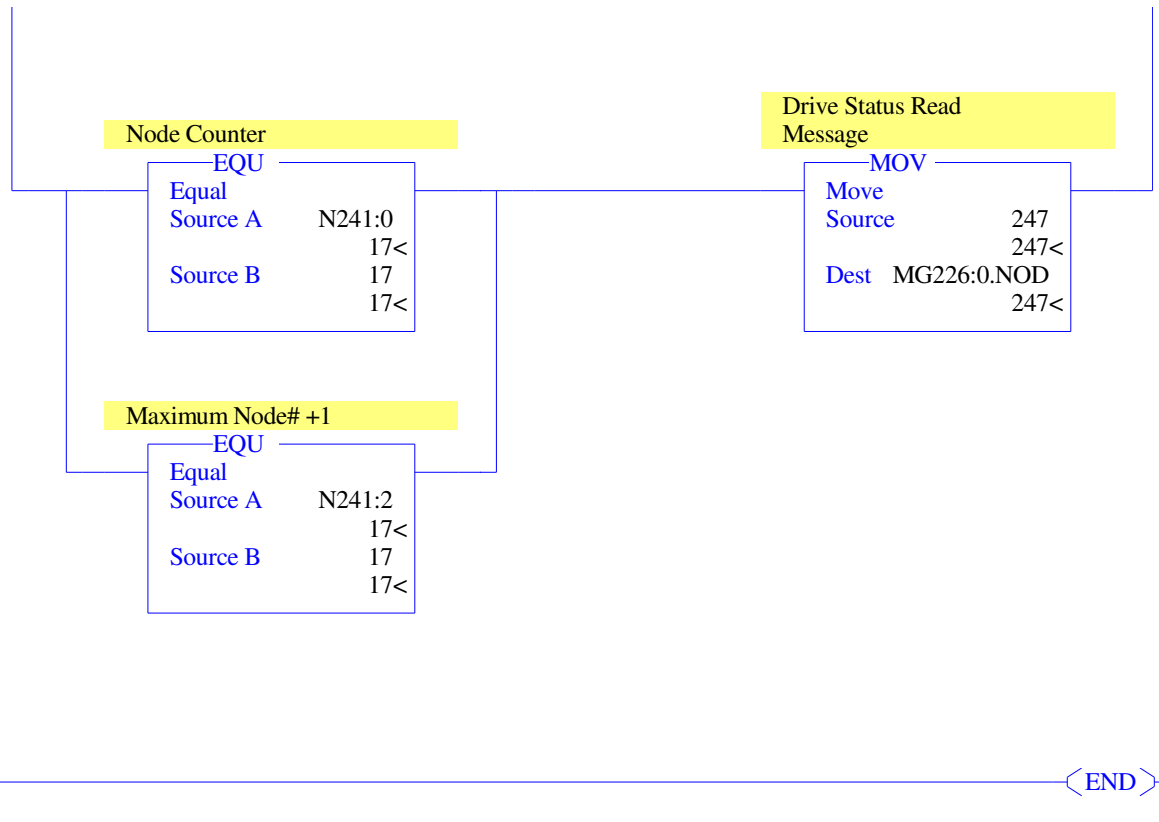 Node Counter
EQU
Equal
Source A N241:0
17<
Source B 17
17<
Drive Status Read
Message
MOV
Move
Source 247
247<
Dest MG226:0.NOD
247<
Maximum Node# +1
EQU
Equal
Source A N241:2
17<
Source B 17
17<
END